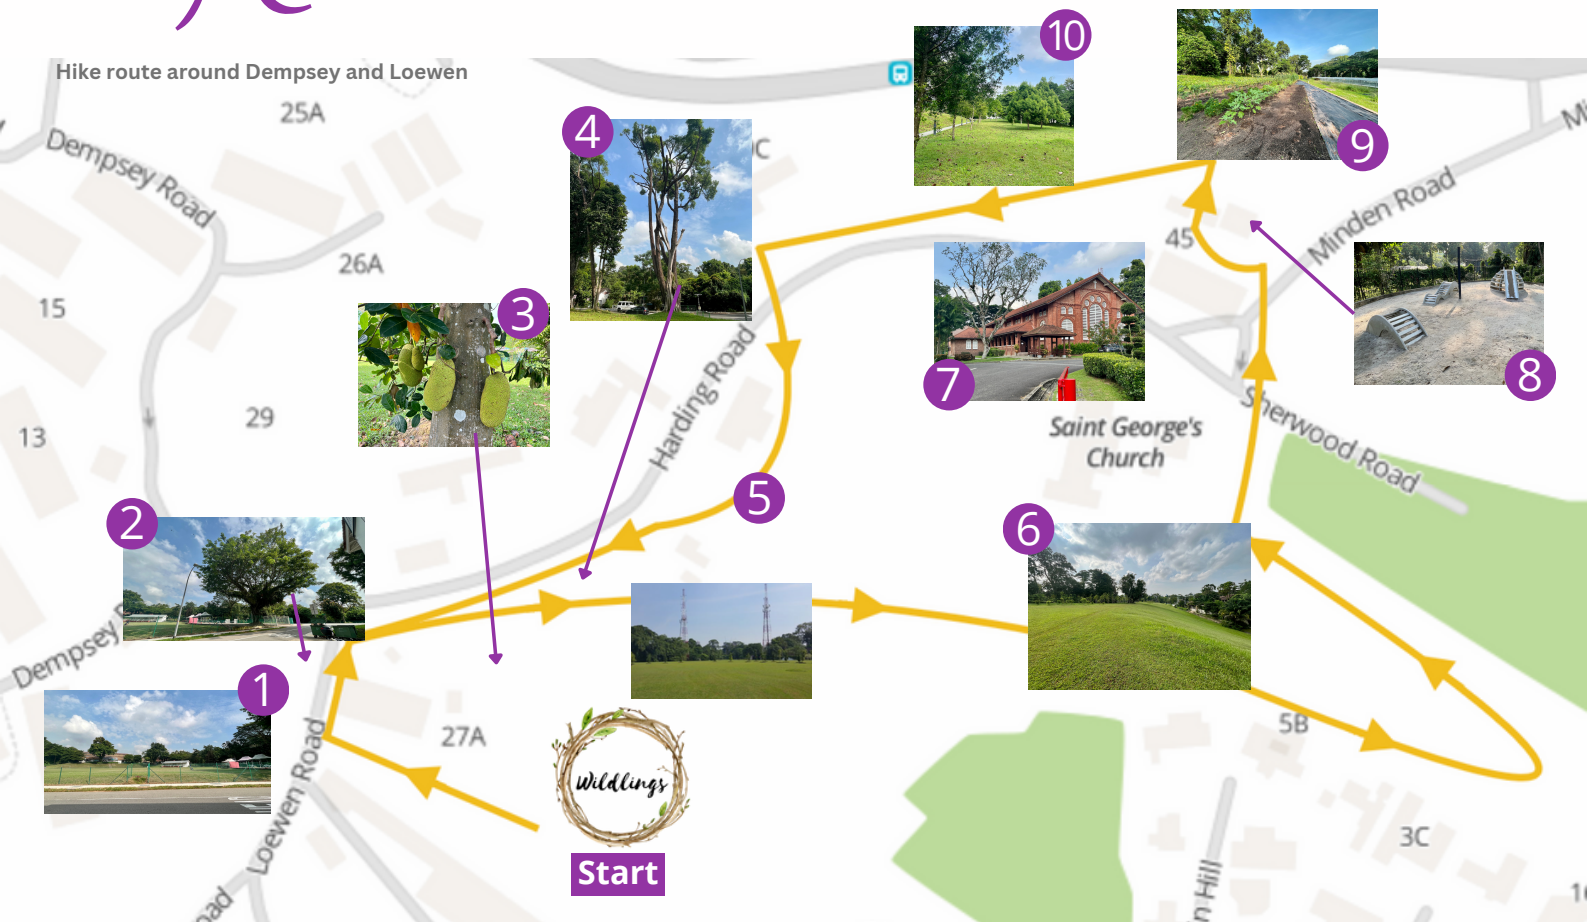 Hike route around Dempsey and Loewen
10
9
4
25A
Dempsey Road
Minden Road
45
26A
3
15
7
8
Harding Road
Saint George's
Church
Sherwood Road
29
13
5
2
6
Dempsey
1
27A
5B
Loewen Road
Wildlings
3C
Start
Hill